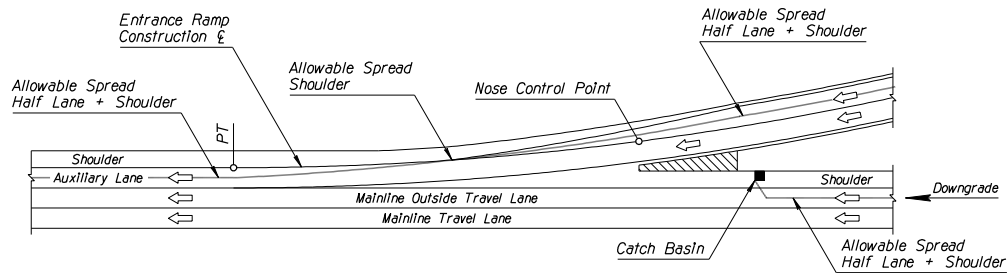 Entrance Ramp
Construction ℄
Allowable Spread
Half Lane + Shoulder
Allowable Spread
Shoulder
Nose Control Point
Allowable Spread
Half Lane + Shoulder
PT
Shoulder
Auxiliary Lane
Mainline Outside Travel Lane
Mainline Travel Lane
Shoulder
Downgrade
Catch Basin
Allowable Spread
Half Lane + Shoulder